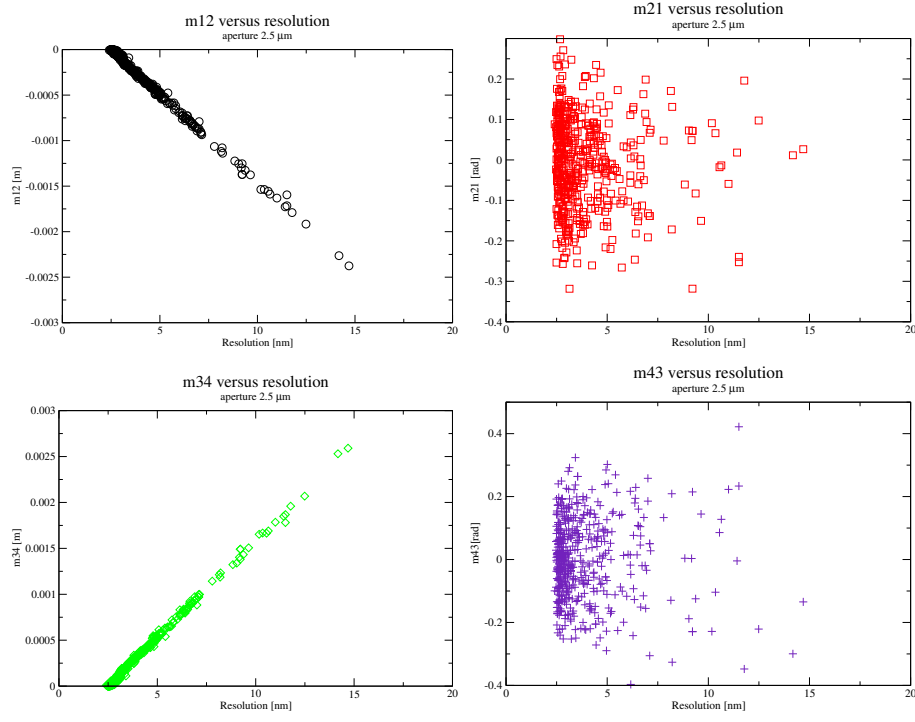 m12 versus resolution
aperture 2.5 μm
0
-0.0005
-0.001
-0.0015
-0.002
-0.0025
-0.003
m12 [m]
0
5
10
15
20
Resolution [nm]
m21 versus resolution
aperture 2.5 μm
0.2
0.1
0
-0.1
-0.2
-0.3
-0.4
m21 [rad]
0
5
10
15
20
Resolution [nm]
m34 versus resolution
aperture 2.5 μm
0.003
0.0025
0.002
0.0015
0.001
0.0005
0
m34 [m]
0
5
10
15
20
Resolution [nm]
m43 versus resolution
aperture 2.5 μm
0.4
0.2
0
-0.2
-0.4
m43[rad]
0
5
10
15
20
Resolution [nm]